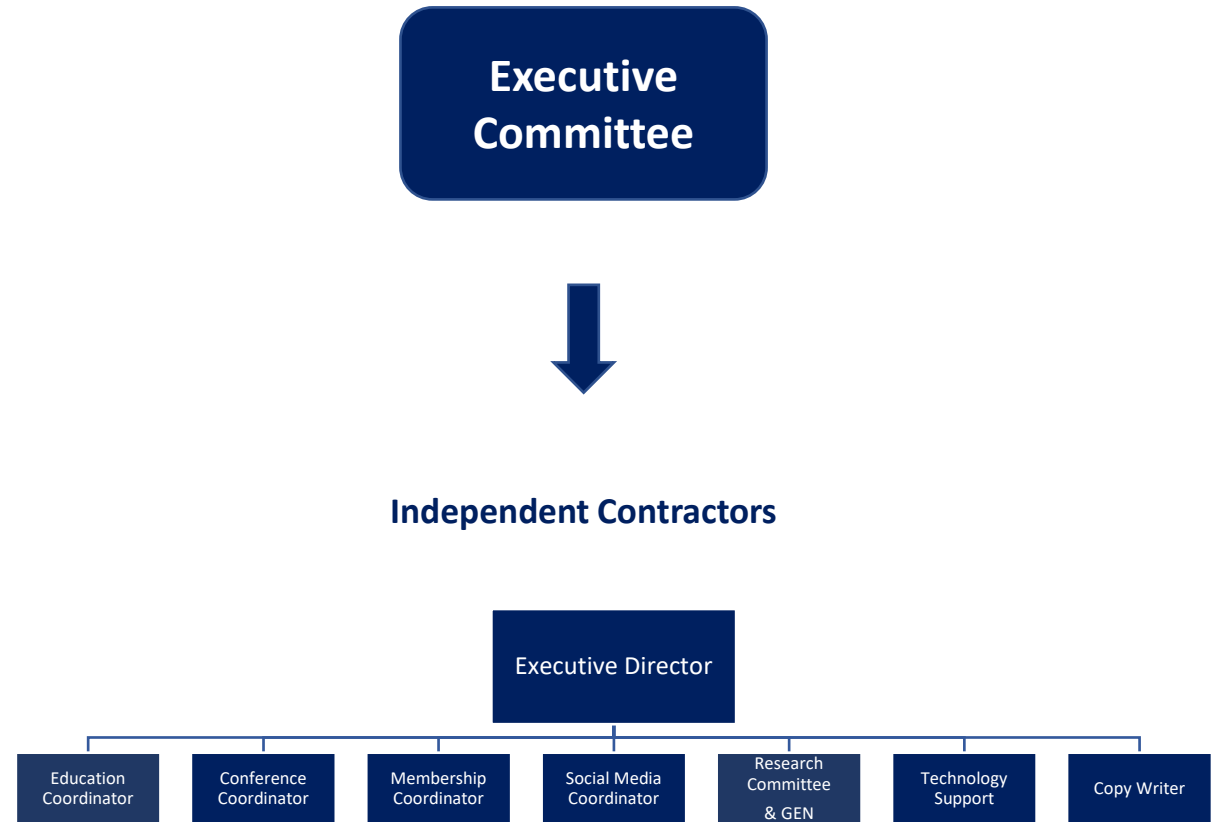 Executive
Committee
Independent Contractors
Executive Director
Education
Coordinator
Conference
Coordinator
Membership
Coordinator
Social Media
Coordinator
Research
Committee
& GEN
Technology
Support
Copy Writer